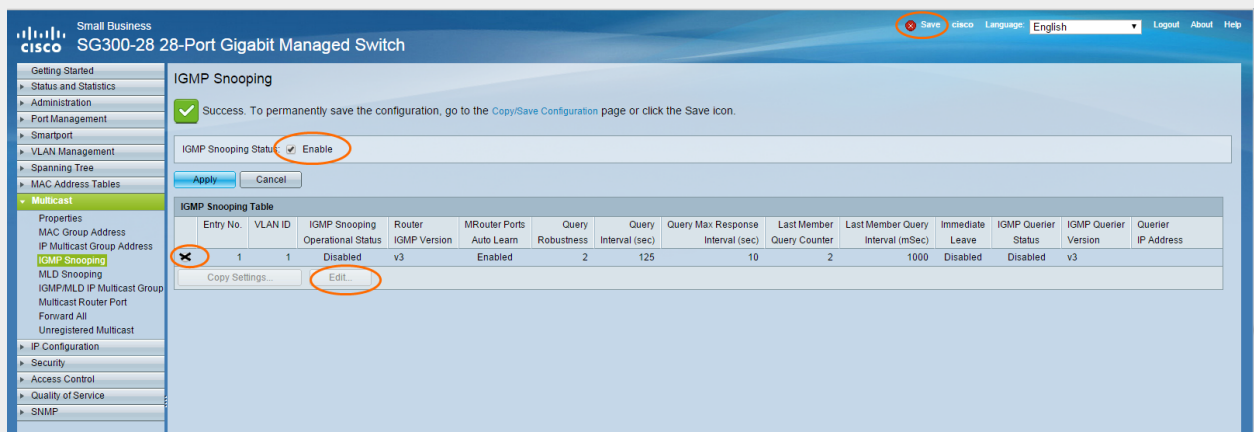 Small Business
cisco SG300-28 28-Port Gigabit Managed Switch
Save cisco Language: English Logout About Help
Getting Started
Status and Statistics
Administration
Port Management
Smartport
VLAN Management
Spanning Tree
MAC Address Tables
Multicast
Properties
MAC Group Address
IP Multicast Group Address
IGMP Snooping
MLD Snooping
IGMP/MLD IP Multicast Group
Multicast Router Port
Forward All
Unregistered Multicast
IP Configuration
Security
Access Control
Quality of Service
SNMP
IGMP Snooping
Success. To permanently save the configuration, go to the Copy/Save Configuration page or click the Save icon.
IGMP Snooping Status: Enable
Apply Cancel
IGMP Snooping Table
Entry No. VLAN ID IGMP Snooping Router MRouter Ports Query Query Query Max Response Last Member Last Member Query Immediate IGMP Querier IGMP Querier Querier
Operational Status IGMP Version Auto Learn Robustness Interval (sec) Interval (sec) Query Counter Interval (mSec) Leave Status Version IP Address
1 1 Disabled v3 Enabled 2 125 10 2 1000 Disabled Disabled v3
Copy Settings... Edit...